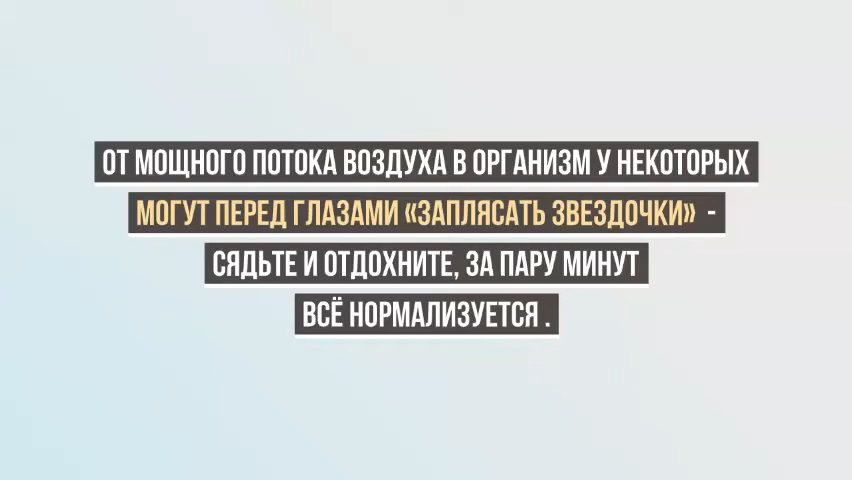 ОТ МОЩНОГО ПОТОКА ВОЗДУХА В ОРГАНИЗМ У НЕКОТОРЫХ
МОГУТ ПЕРЕД ГЛАЗАМИ «ЗАПЛЯСАТЬ ЗВЕЗДОЧКИ» -
СЯДЬТЕ И ОТДОХНИТЕ, ЗА ПАРУ МИНУТ
ВСЁ НОРМАЛИЗУЕТСЯ .